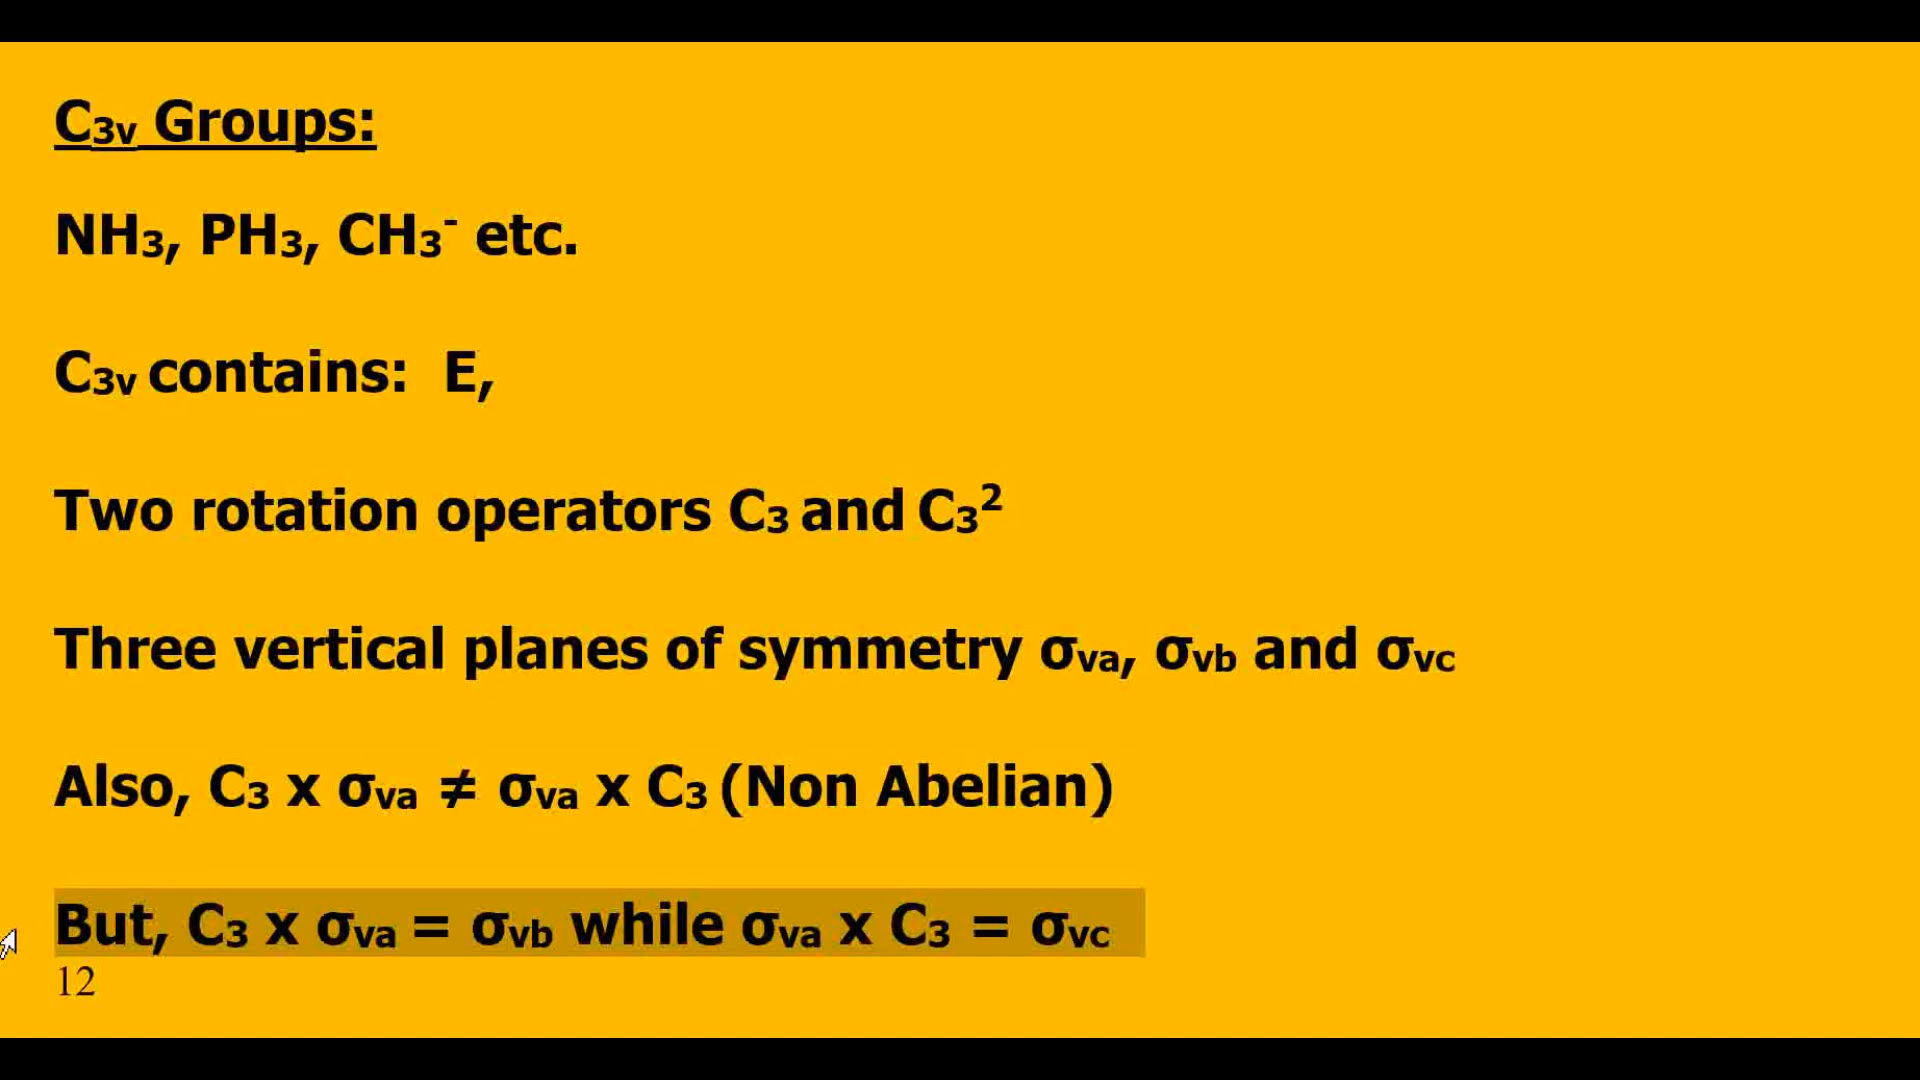 C3v Groups:
NH3, PH3, CH3- etc.
C3v contains: E,
Two rotation operators C3 and C3²
Three vertical planes of symmetry σva, σvb and σvc
Also, C3 x σva ≠ σva x C3 (Non Abelian)
But, C3 x σva = σvb while σva x C3 = σvc
12